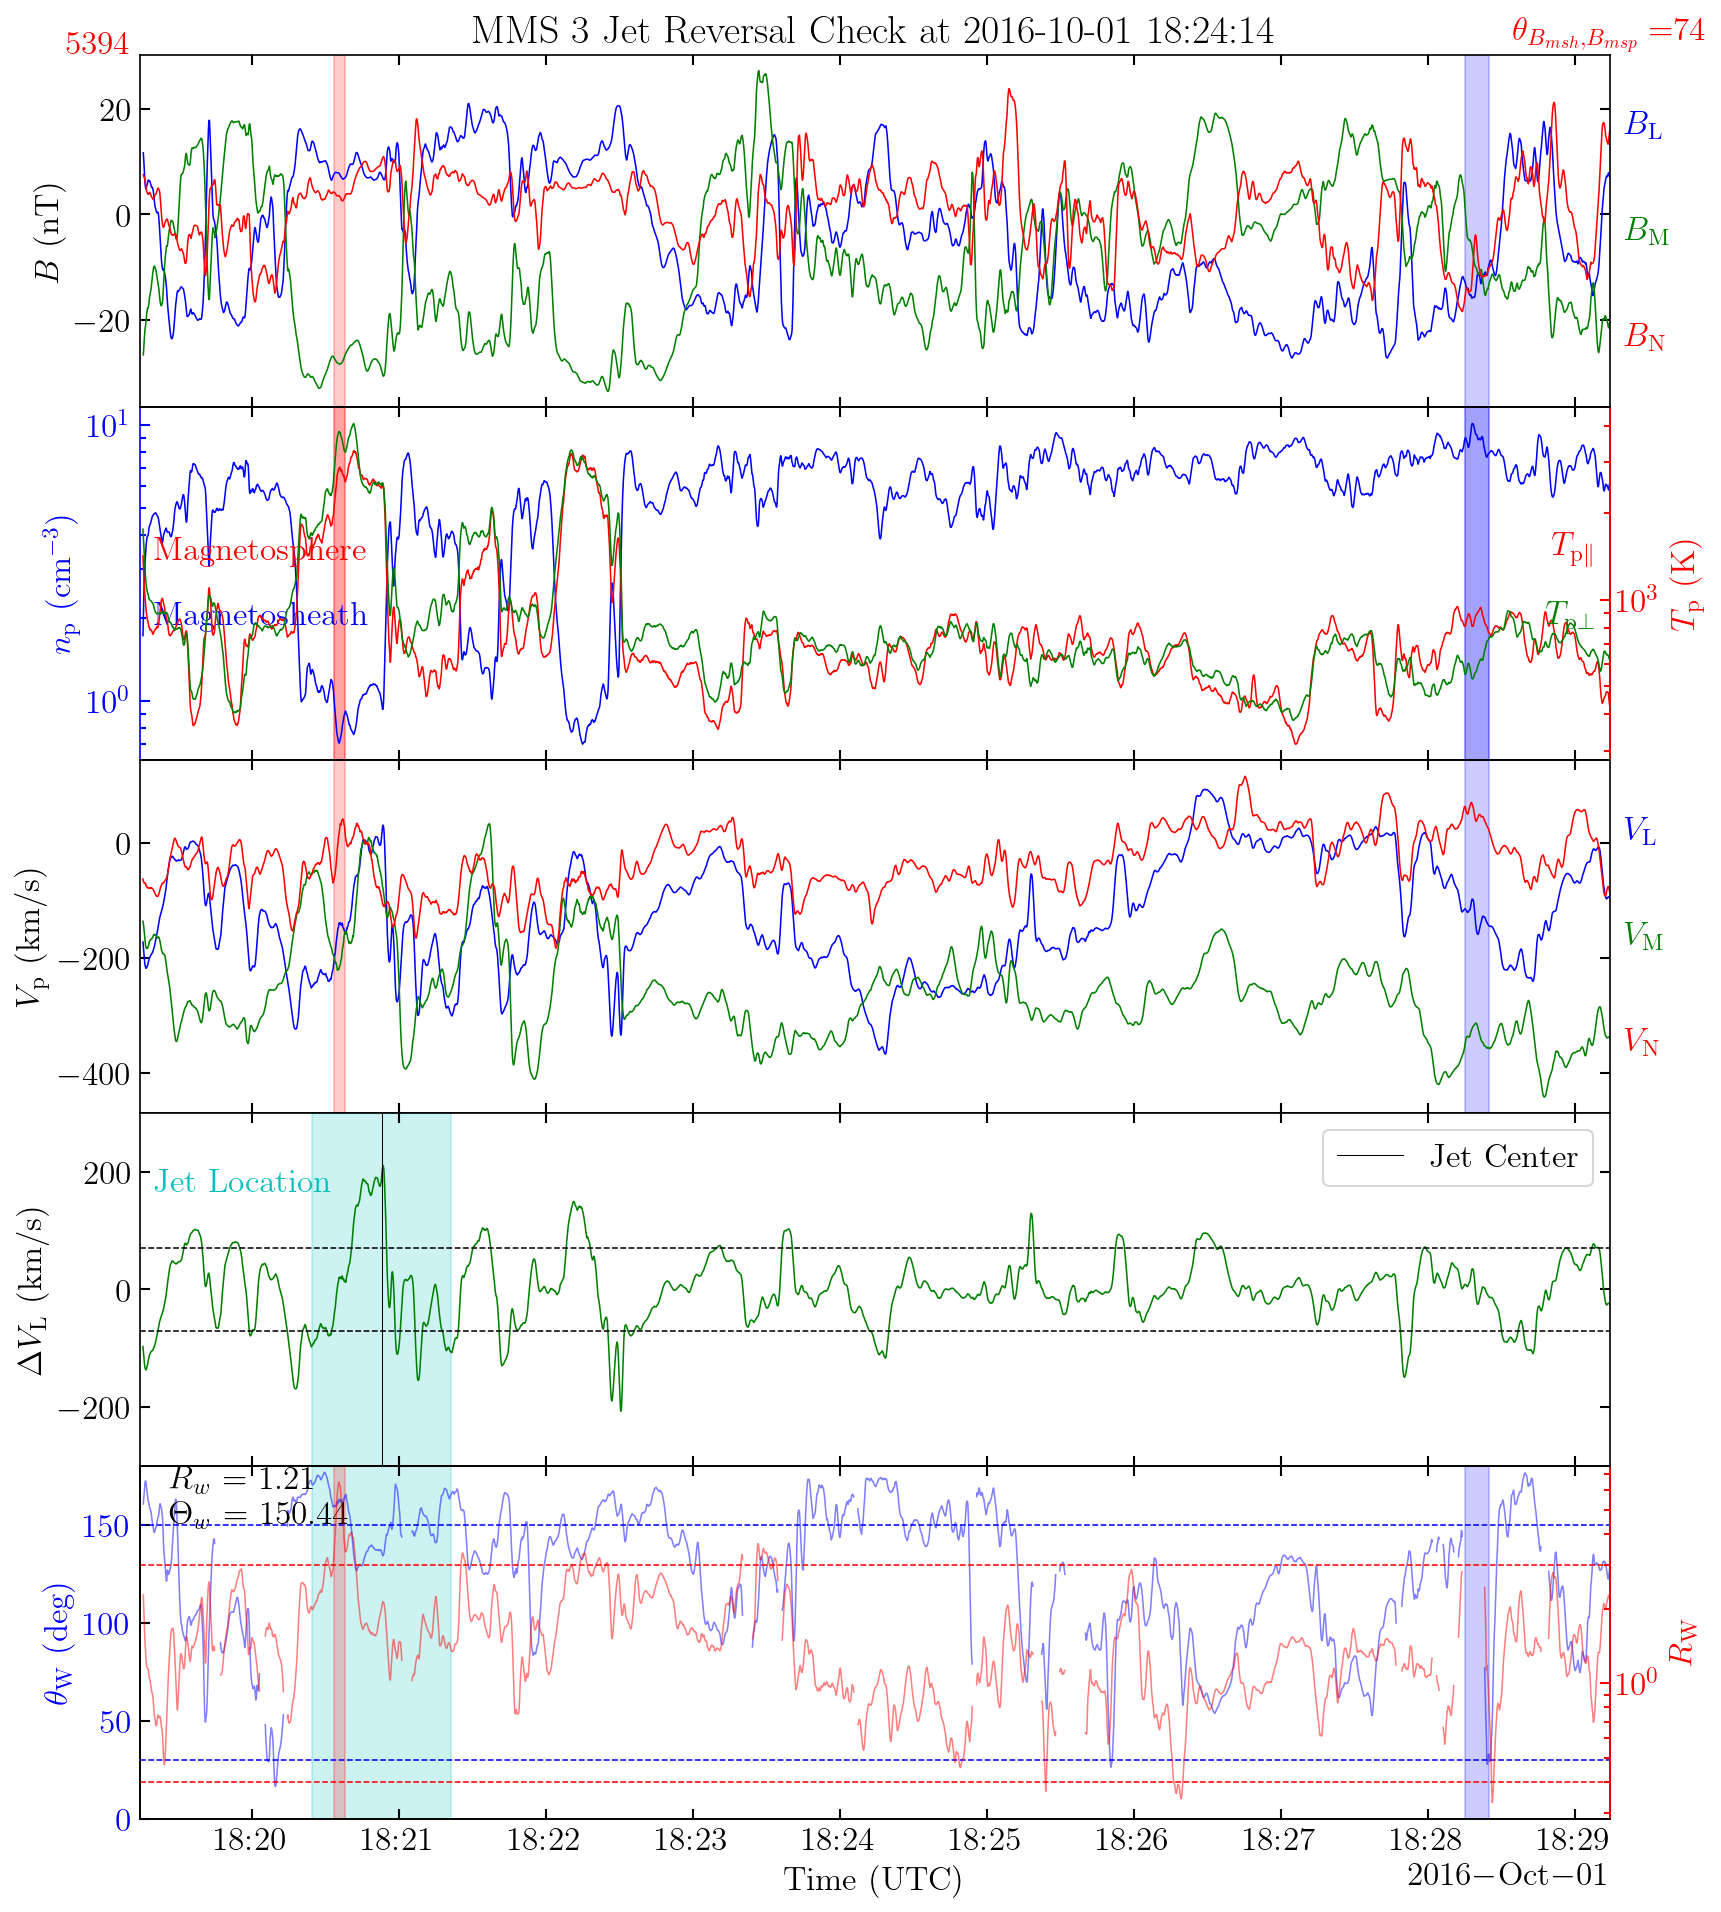 MMS 3 Jet Reversal Check at 2016-10-01 18:24:14
5394
θ_{B_{msh},B_{msp}} =74
20
0
−20
B (nT)
B_L
B_M
B_N
10^1
10^0
n_p (cm^{−3})
Magnetosphere
Magnetosheath
T_{p∥}
T_{p⊥}
10^3
T_p (K)
0
−200
−400
V_p (km/s)
V_L
V_M
V_N
200
0
−200
ΔV_L (km/s)
Jet Location
Jet Center
R_w = 1.21
Θ_w = 150.44
150
100
50
0
θ_W (deg)
10^0
R_W
18:20 18:21 18:22 18:23 18:24 18:25 18:26 18:27 18:28 18:29
Time (UTC)
2016−Oct−01